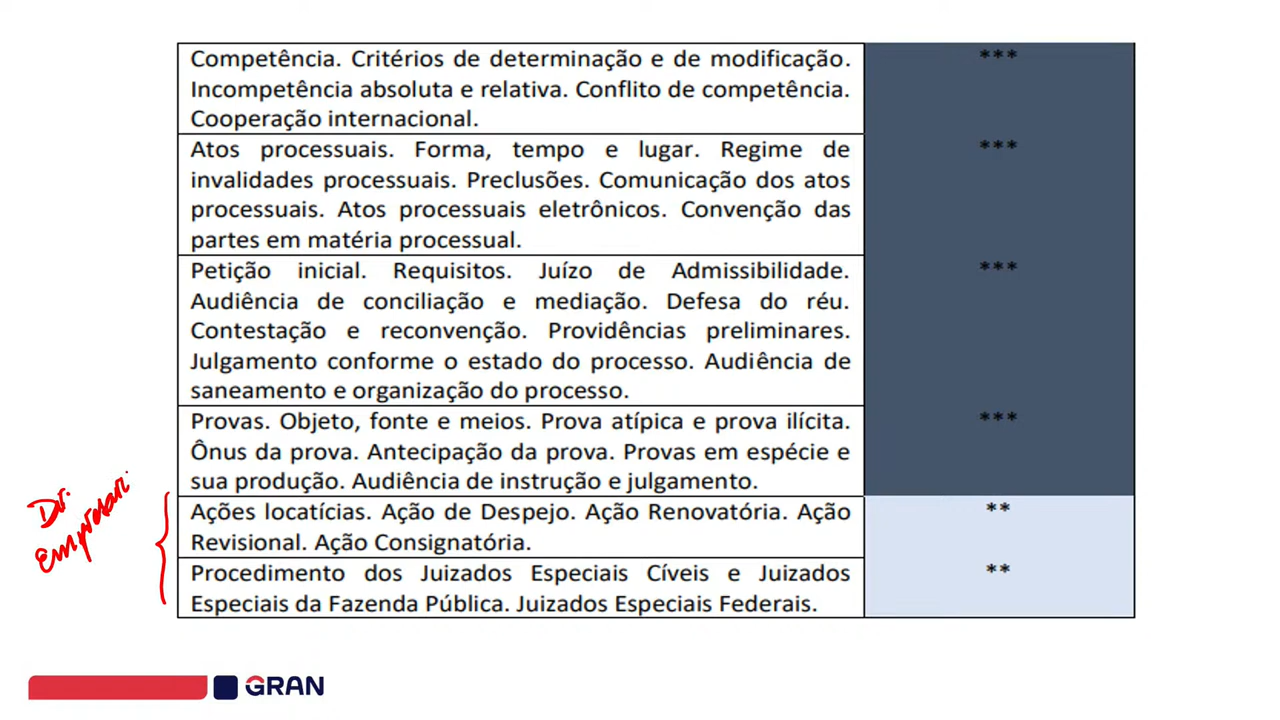 Competência. Critérios de determinação e de modificação. ***
Incompetência absoluta e relativa. Conflito de competência.
Cooperação internacional.
Atos processuais. Forma, tempo e lugar. Regime de ***
invalidades processuais. Preclusões. Comunicação dos atos
processuais. Atos processuais eletrônicos. Convenção das
partes em matéria processual.
Petição inicial. Requisitos. Juízo de Admissibilidade. ***
Audiência de conciliação e mediação. Defesa do réu.
Contestação e reconvenção. Providências preliminares.
Julgamento conforme o estado do processo. Audiência de
saneamento e organização do processo.
Provas. Objeto, fonte e meios. Prova atípica e prova ilícita. ***
Ônus da prova. Antecipação da prova. Provas em espécie e
sua produção. Audiência de instrução e julgamento.
Dir.
Ações locatícias. Ação de Despejo. Ação Renovatória. Ação **
Revisional. Ação Consignatória.
Procedimento dos Juizados Especiais Cíveis e Juizados **
Especiais da Fazenda Pública. Juizados Especiais Federais.
GRAN